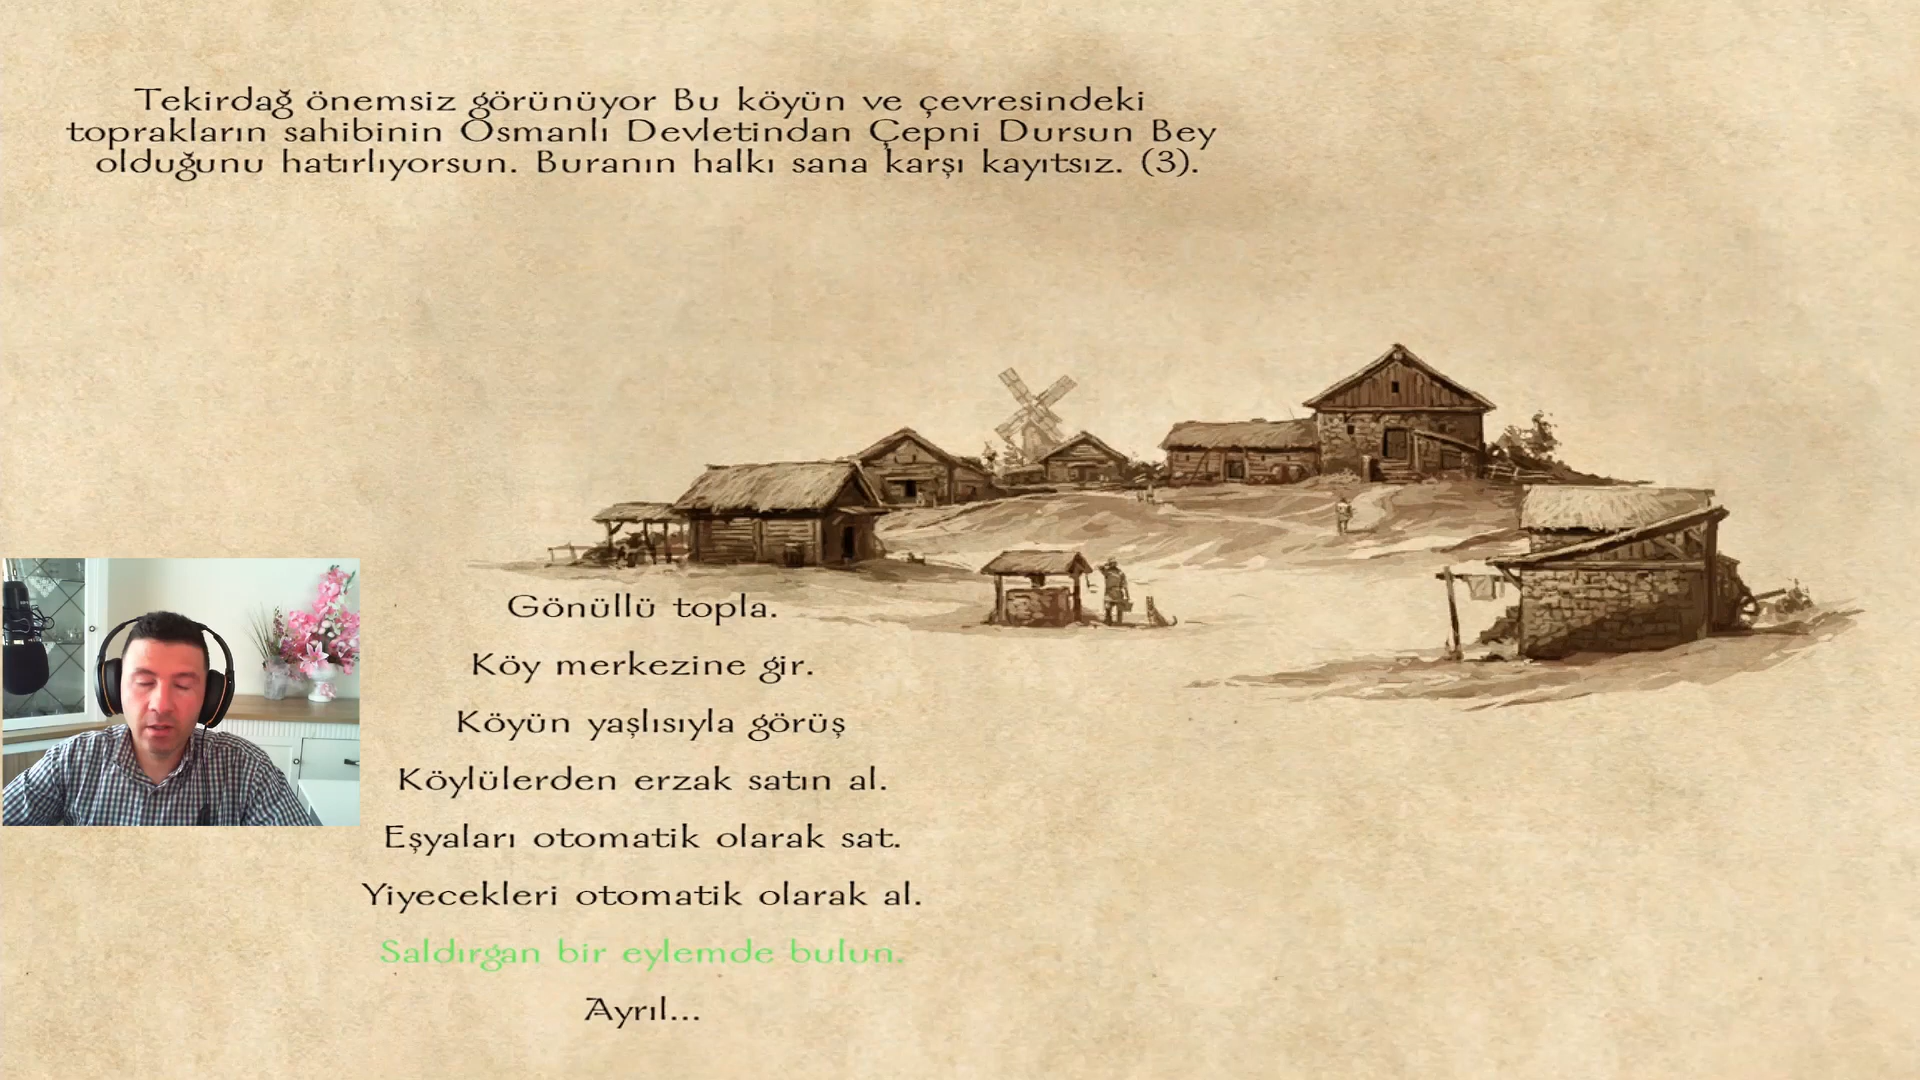 Tekirdağ önemsiz görünüyor Bu köyün ve çevresindeki
toprakların sahibinin Osmanlı Devletindan Çepni Dursun Bey
olduğunu hatırlıyorsun. Buranın halkı sana karşı kayıtsız. (3).
Gönüllü topla.
Köy merkezine gir.
Köyün yaşlısıyla görüş
Köylülerden erzak satın al.
Eşyaları otomatik olarak sat.
Yiyecekleri otomatik olarak al.
Saldırgan bir eylemde bulun.
Ayrıl...